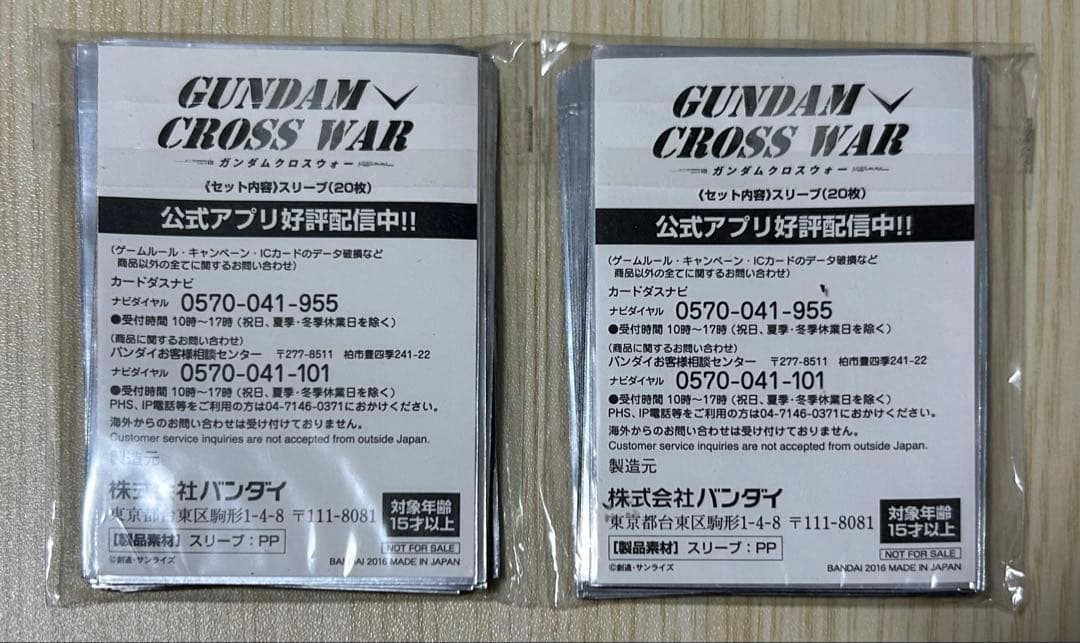 GUNDAM
CROSS WAR
ガンダムクロスウォー
《セット内容》スリーブ(20枚)
公式アプリ好評配信中!!
(ゲームルール・キャンペーン・ICカードのデータ破損など
商品以外の全てに関するお問い合わせ)
カードダスナビ
ナビダイヤル 0570-041-955
●受付時間 10時~17時 (祝日、夏季・冬季休業日を除く)
(商品に関するお問い合わせ)
バンダイお客様相談センター 〒277-8511 柏市豊四季241-22
ナビダイヤル 0570-041-101
●受付時間 10時~17時 (祝日、夏季・冬季休業日を除く)
PHS、IP電話等をご利用の方は04-7146-0371におかけください。
海外からのお問い合わせは受け付けておりません。
Customer service inquiries are not accepted from outside Japan.
製造元
株式会社バンダイ
東京都台東区駒形1-4-8 〒111-8081
対象年齢
15才以上
【製品素材】 スリーブ:PP
NOT FOR SALE
©創通・サンライズ
BANDAI 2016 MADE IN JAPAN
GUNDAM
CROSS WAR
ガンダムクロスウォー
《セット内容》スリーブ(20枚)
公式アプリ好評配信中!!
(ゲームルール・キャンペーン・ICカードのデータ破損など
商品以外の全てに関するお問い合わせ)
カードダスナビ
ナビダイヤル 0570-041-955
●受付時間 10時~17時 (祝日、夏季・冬季休業日を除く)
(商品に関するお問い合わせ)
バンダイお客様相談センター 〒277-8511 柏市豊四季241-22
ナビダイヤル 0570-041-101
●受付時間 10時~17時 (祝日、夏季・冬季休業日を除く)
PHS、IP電話等をご利用の方は04-7146-0371におかけください。
海外からのお問い合わせは受け付けておりません。
Customer service inquiries are not accepted from outside Japan.
製造元
株式会社バンダイ
東京都台東区駒形1-4-8 〒111-8081
対象年齢
15才以上
【製品素材】 スリーブ:PP
NOT FOR SALE
©創通・サンライズ
BANDAI 2016 MADE IN JAPAN